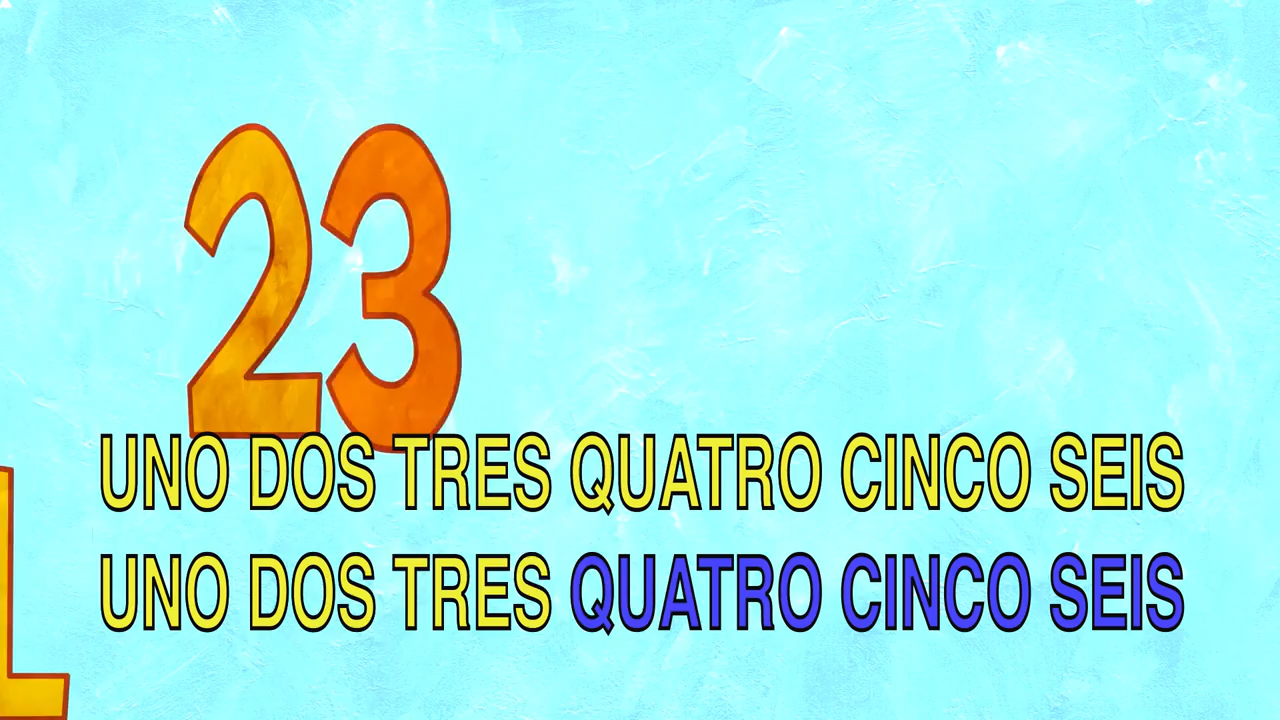 23
UNO DOS TRES QUATRO CINCO SEIS
UNO DOS TRES QUATRO CINCO SEIS